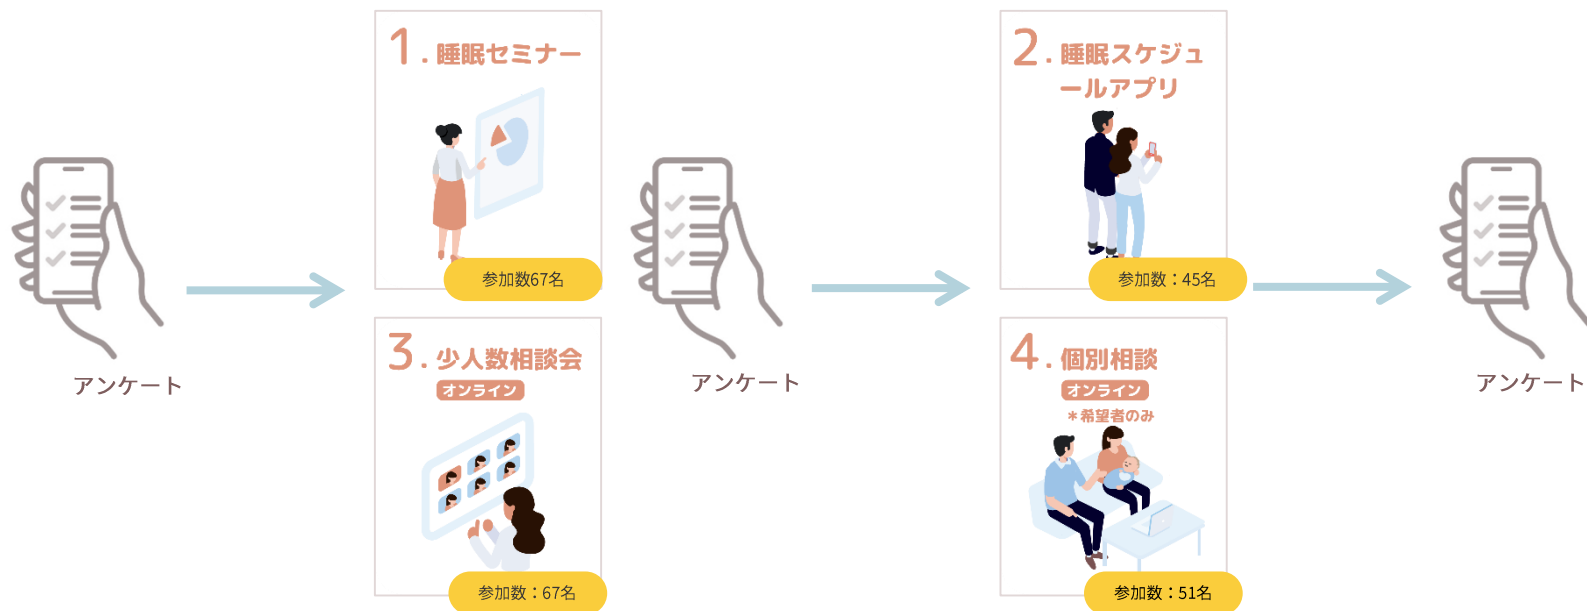 アンケート
1.睡眠セミナー
参加数67名
3.少人数相談会
オンライン
参加数：67名
アンケート
2.睡眠スケジュ
ールアプリ
参加数：45名
4.個別相談
オンライン
＊希望者のみ
参加数：51名
アンケート